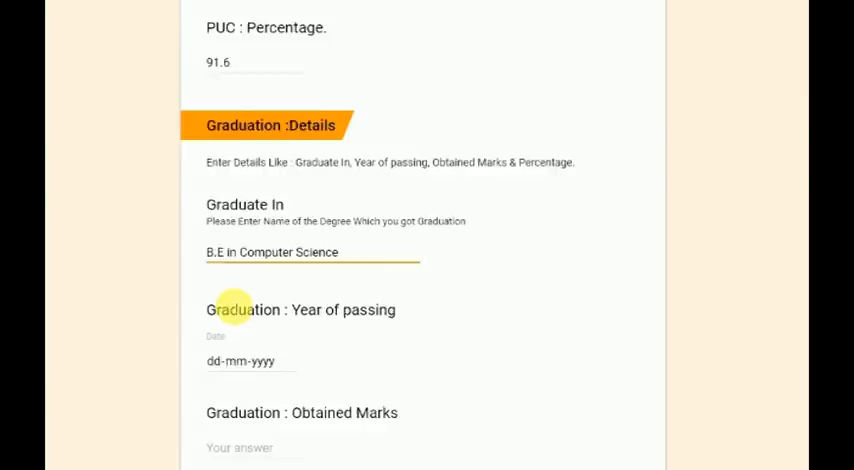 PUC : Percentage.
91.6
Graduation :Details
Enter Details Like : Graduate In, Year of passing, Obtained Marks & Percentage.
Graduate In
Please Enter Name of the Degree Which you got Graduation
B.E in Computer Science
Graduation : Year of passing
Date
dd-mm-yyyy
Graduation : Obtained Marks
Your answer